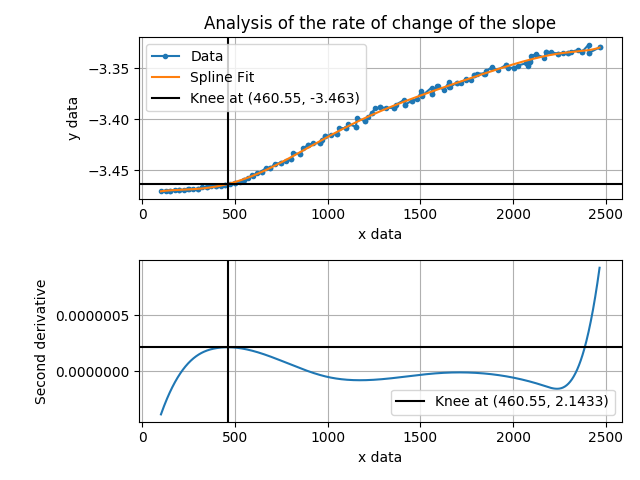 Analysis of the rate of change of the slope
Data
Spline Fit
Knee at (460.55, -3.463)
y data
−3.35
−3.40
−3.45
0 500 1000 1500 2000 2500
x data
Second derivative
0.0000005
0.0000000
Knee at (460.55, 2.1433)
0 500 1000 1500 2000 2500
x data